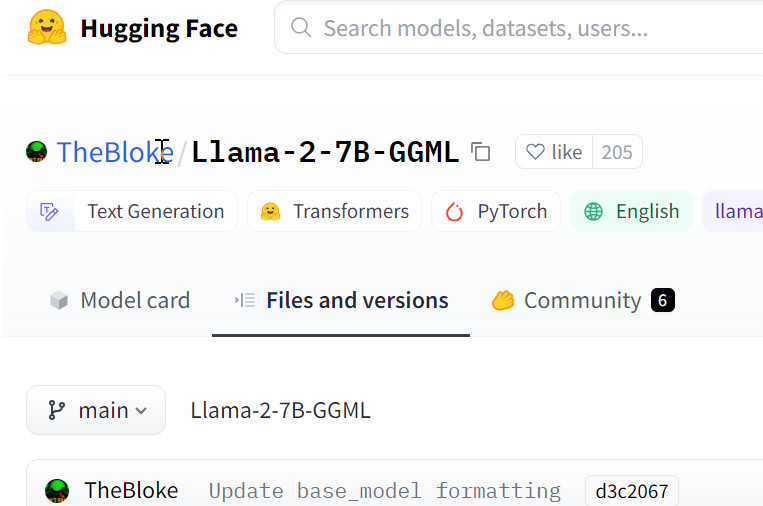 Hugging Face Search models, datasets, users...
TheBloke/Llama-2-7B-GGML like 205
Text Generation Transformers PyTorch English llama
Model card Files and versions Community 6
main Llama-2-7B-GGML
TheBloke Update base_model formatting d3c2067